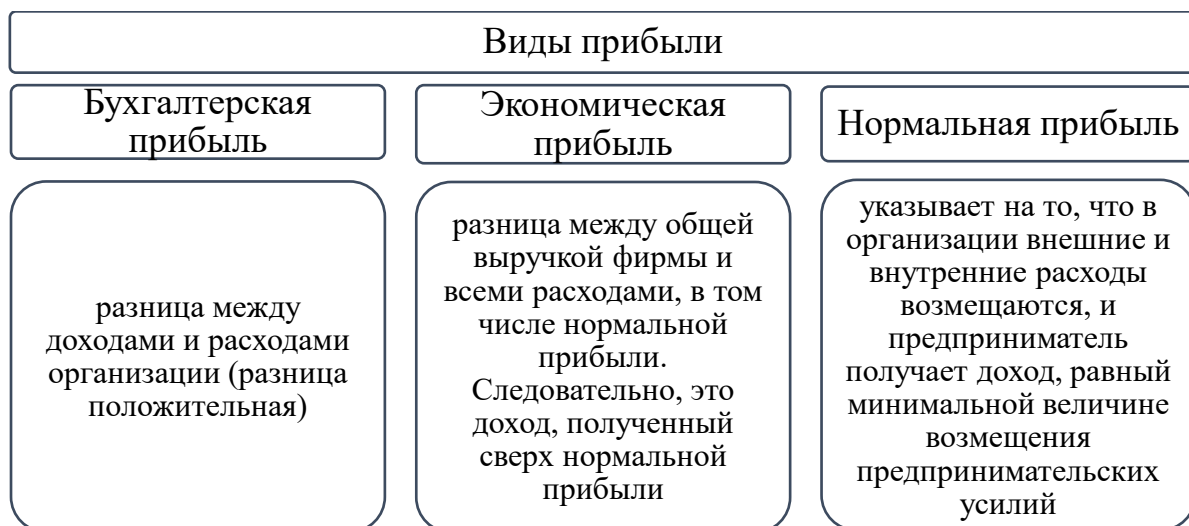 Виды прибыли
Бухгалтерская
прибыль
разница между
доходами и расходами
организации (разница
положительная)
Экономическая
прибыль
разница между общей
выручкой фирмы и
всеми расходами, в том
числе нормальной
прибыли.
Следовательно, это
доход, полученный
сверх нормальной
прибыли
Нормальная прибыль
указывает на то, что в
организации внешние и
внутренние расходы
возмещаются, и
предприниматель
получает доход, равный
минимальной величине
возмещения
предпринимательских
усилий